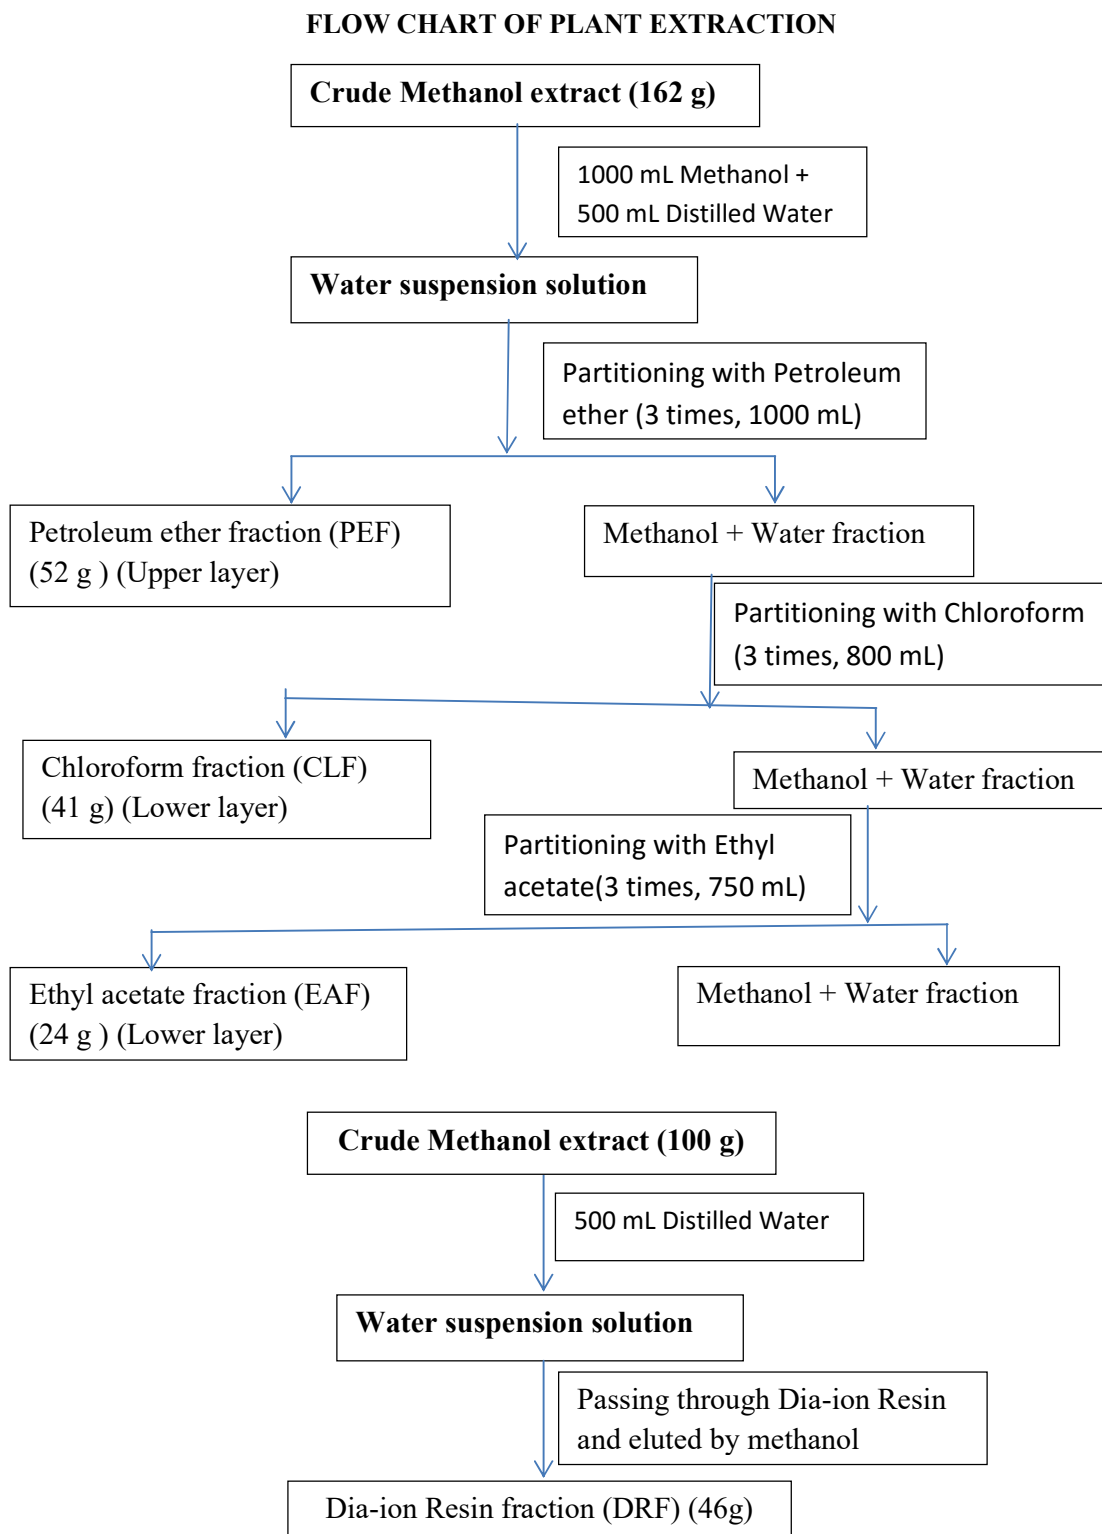 FLOW CHART OF PLANT EXTRACTION
Crude Methanol extract (162 g)
1000 mL Methanol +
500 mL Distilled Water
Water suspension solution
Partitioning with Petroleum
ether (3 times, 1000 mL)
Petroleum ether fraction (PEF)
(52 g ) (Upper layer)
Methanol + Water fraction
Partitioning with Chloroform
(3 times, 800 mL)
Chloroform fraction (CLF)
(41 g) (Lower layer)
Methanol + Water fraction
Partitioning with Ethyl
acetate(3 times, 750 mL)
Ethyl acetate fraction (EAF)
(24 g ) (Lower layer)
Methanol + Water fraction
Crude Methanol extract (100 g)
500 mL Distilled Water
Water suspension solution
Passing through Dia-ion Resin
and eluted by methanol
Dia-ion Resin fraction (DRF) (46g)